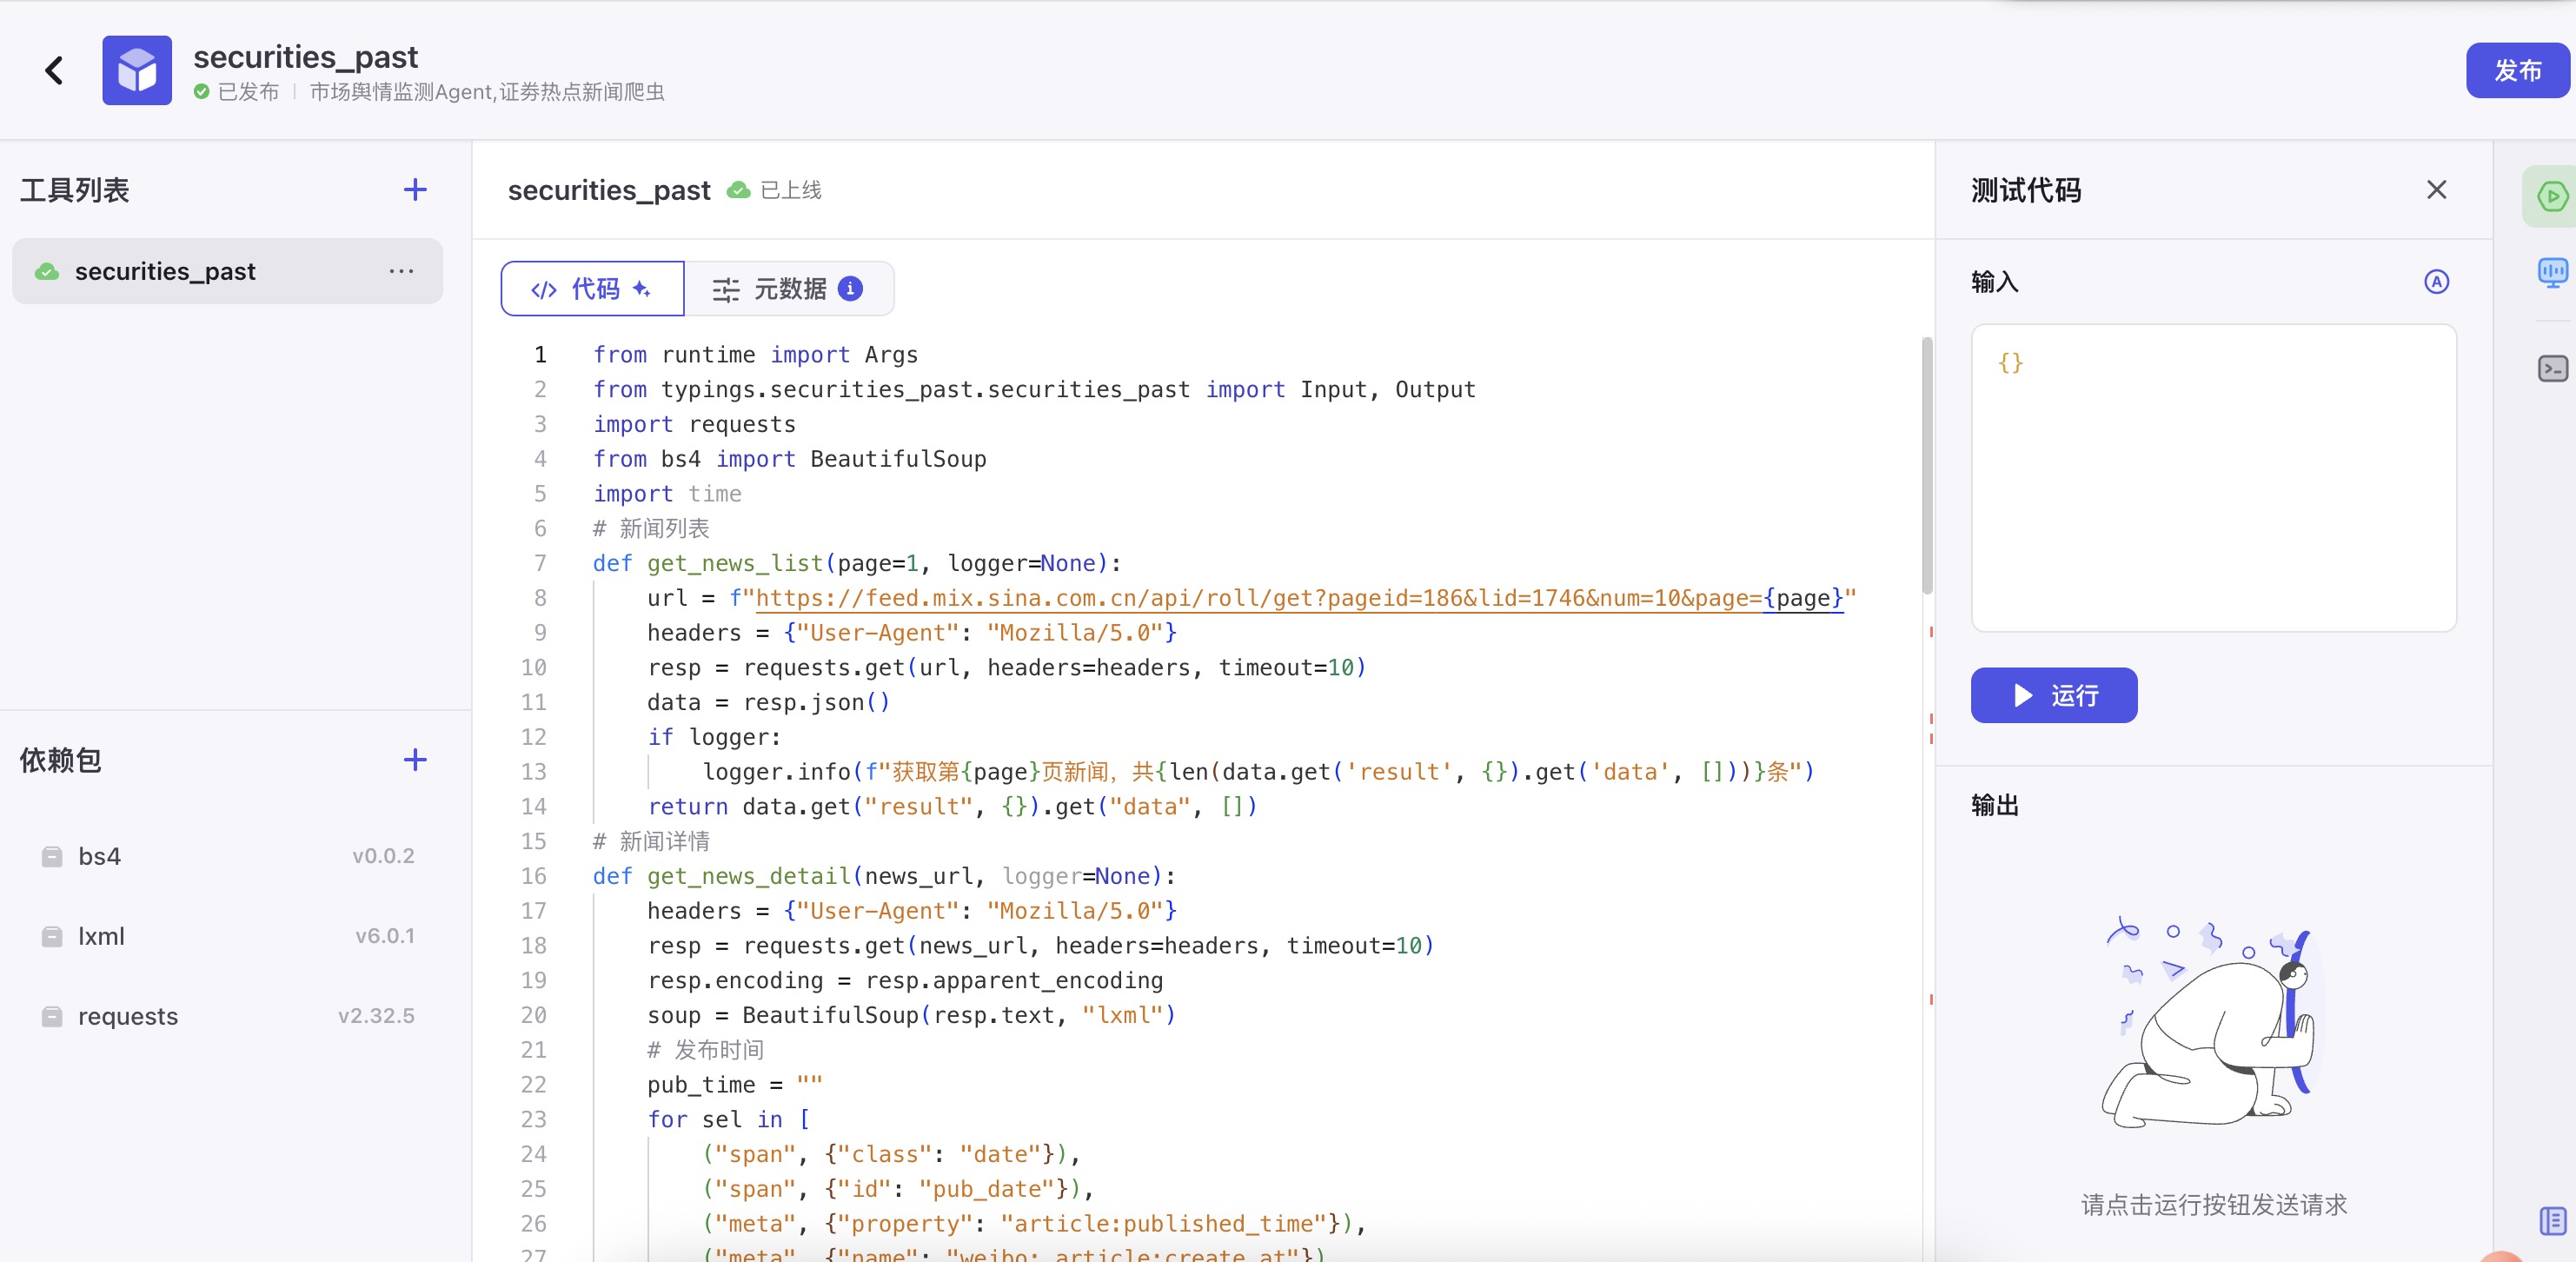 securities_past
已发布 | 市场舆情监测Agent,证券热点新闻爬虫
发布
工具列表
securities_past
依赖包
bs4 v0.0.2
lxml v6.0.1
requests v2.32.5
securities_past 已上线
代码 元数据
1 from runtime import Args
2 from typings.securities_past.securities_past import Input, Output
3 import requests
4 from bs4 import BeautifulSoup
5 import time
6 # 新闻列表
7 def get_news_list(page=1, logger=None):
8 url = f"https://feed.mix.sina.com.cn/api/roll/get?pageid=186&lid=1746&num=10&page={page}"
9 headers = {"User-Agent": "Mozilla/5.0"}
10 resp = requests.get(url, headers=headers, timeout=10)
11 data = resp.json()
12 if logger:
13 logger.info(f"获取第{page}页新闻，共{len(data.get('result', {}).get('data', []))}条")
14 return data.get("result", {}).get("data", [])
15 # 新闻详情
16 def get_news_detail(news_url, logger=None):
17 headers = {"User-Agent": "Mozilla/5.0"}
18 resp = requests.get(news_url, headers=headers, timeout=10)
19 resp.encoding = resp.apparent_encoding
20 soup = BeautifulSoup(resp.text, "lxml")
21 # 发布时间
22 pub_time = ""
23 for sel in [
24 ("span", {"class": "date"}),
25 ("span", {"id": "pub_date"}),
26 ("meta", {"property": "article:published_time"}),
27 ("meta", {"name": "weibo: article:create_at"})
测试代码
输入
A
{}
运行
输出
请点击运行按钮发送请求